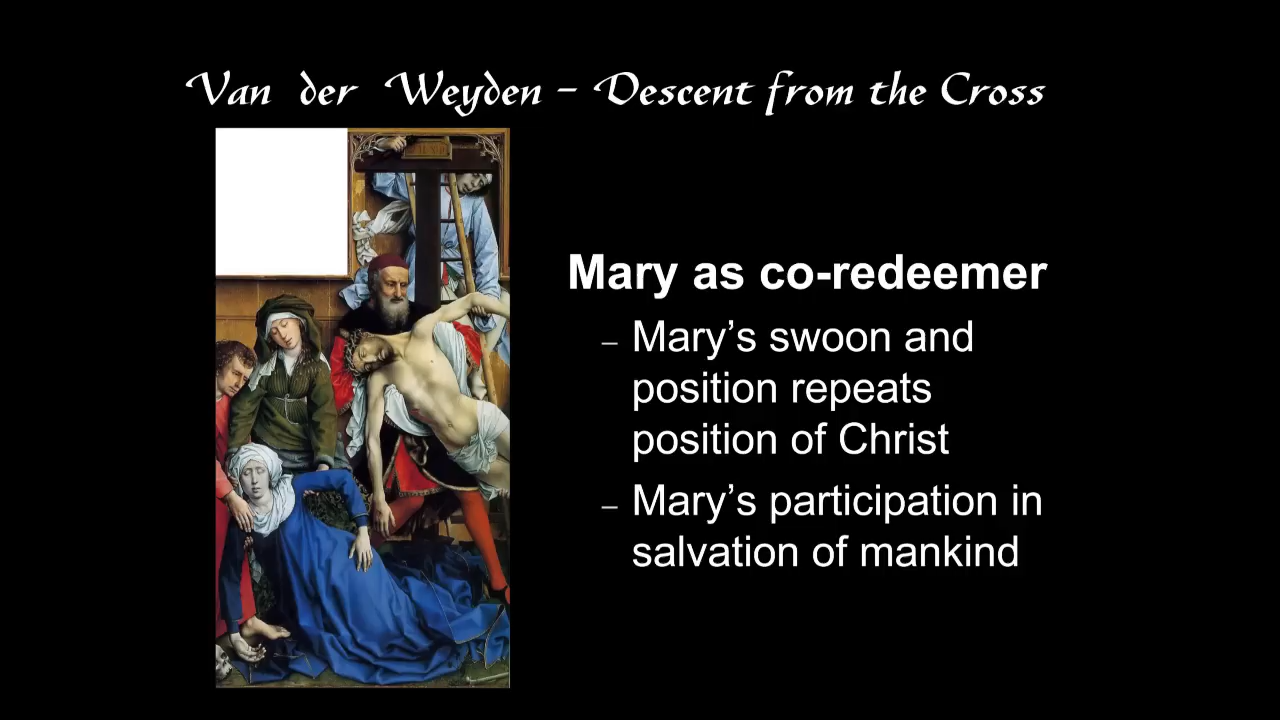 Van der Weyden – Descent from the Cross
Mary as co-redeemer
– Mary’s swoon and
position repeats
position of Christ
– Mary’s participation in
salvation of mankind